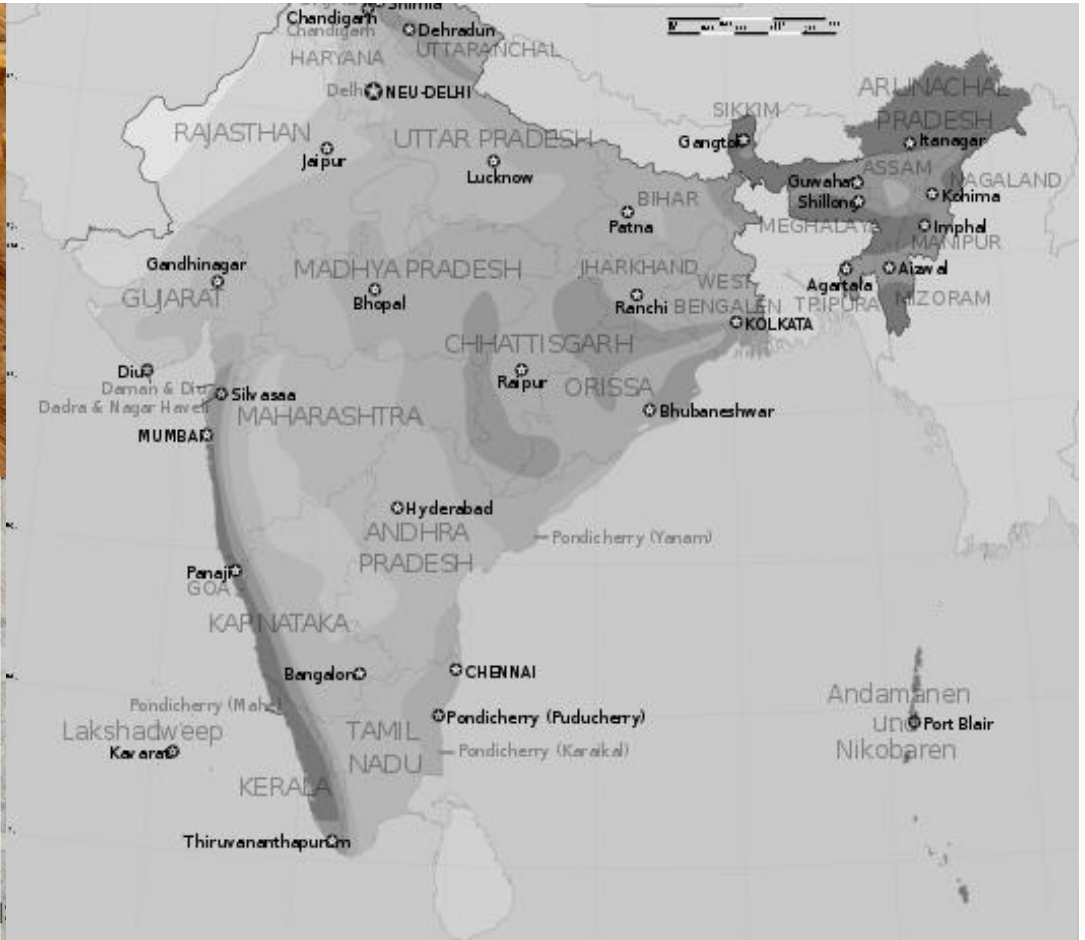 Shimla
Chandigarh
Chandigarh
Dehradun
HARYANA
UTTARANCHAL
Delhi
NEU-DELHI
ARUNACHAL
PRADESH
SIKKIM
Gangtok
Itanagar
RAJASTHAN
UTTAR PRADESH
Jaipur
Lucknow
ASSAM
Guwahati
NAGALAND
BIHAR
Shillong
Kohima
Patna
MEGHALAYA
Imphal
MANIPUR
Gandhinagar
MADHYA PRADESH
JHARKHAND
Aizwal
WEST
Agartala
GUJARAT
Bhopal
Ranchi
BENGALEN
TRIPURA
MIZORAM
KOLKATA
CHHATTISGARH
Diu
Raipur
ORISSA
Daman & Diu
Silvasaa
Dadra & Nagar Haveli
MAHARASHTRA
Bhubaneshwar
MUMBAI
Hyderabad
ANDHRA
PRADESH
Pondicherry (Yanam)
Panaji
GOA
KARNATAKA
Bangalore
CHENNAI
Andamanen
und
Nikobaren
Port Blair
Pondicherry (Mahe)
Pondicherry (Puducherry)
Lakshadweep
TAMIL
NADU
Kavarati
Pondicherry (Karaikal)
KERALA
Thiruvananthapuram